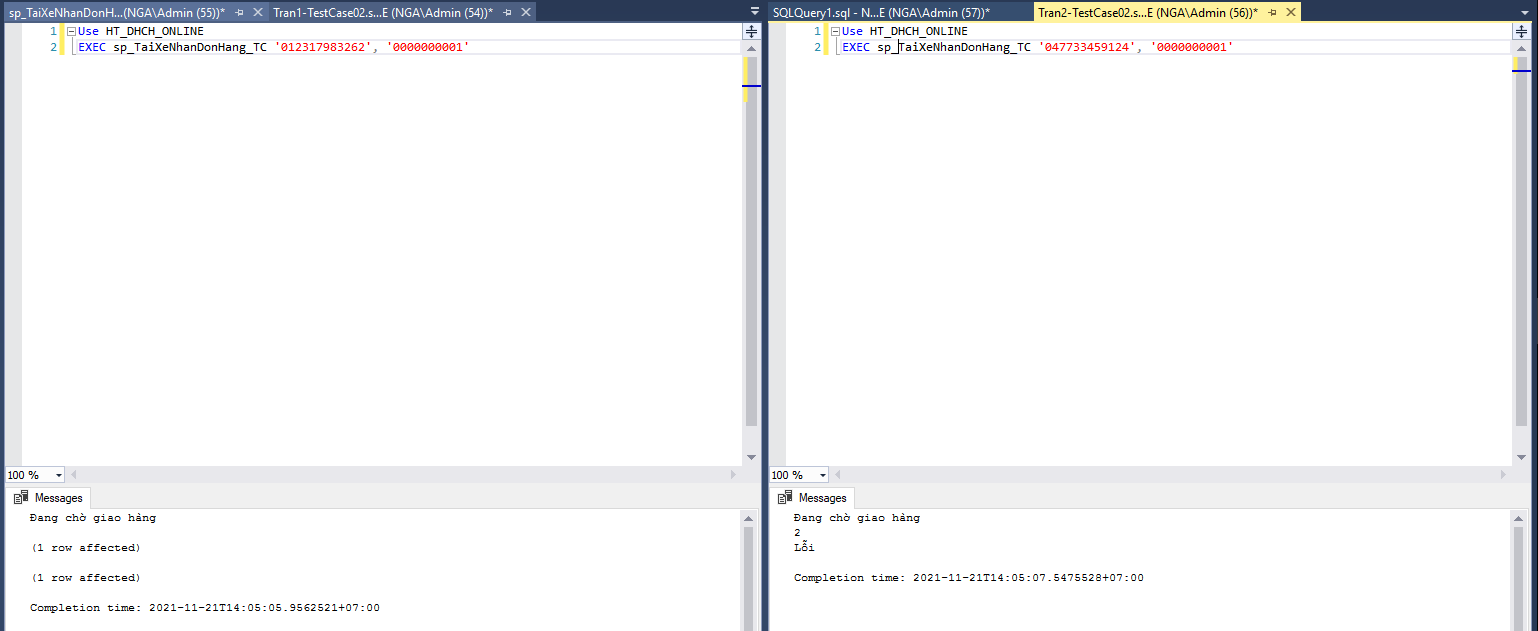 sp_TaiXeNhanDonH...(NGA\Admin (55))*
Tran1-TestCase02.s...E (NGA\Admin (54))*
1 Use HT_DHCH_ONLINE
2 EXEC sp_TaiXeNhanDonHang_TC '012317983262', '0000000001'
100 %
Messages
Đang chờ giao hàng
(1 row affected)
(1 row affected)
Completion time: 2021-11-21T14:05:05.9562521+07:00
SQLQuery1.sql - N...E (NGA\Admin (57))*
Tran2-TestCase02.s...E (NGA\Admin (56))*
1 Use HT_DHCH_ONLINE
2 EXEC sp_TaiXeNhanDonHang_TC '047733459124', '0000000001'
100 %
Messages
Đang chờ giao hàng
2
Lỗi
Completion time: 2021-11-21T14:05:07.5475528+07:00